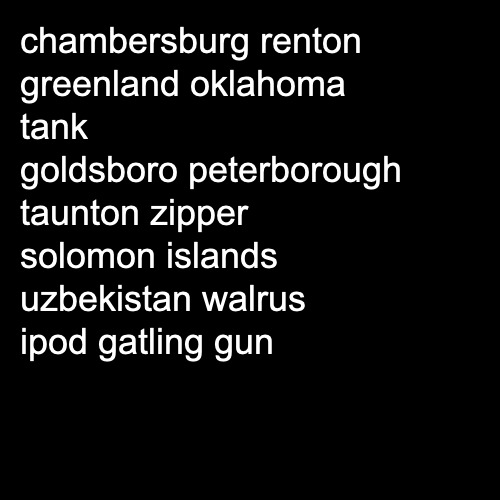 chambersburg renton
greenland oklahoma
tank
goldsboro peterborough
taunton zipper
solomon islands
uzbekistan walrus
ipod gatling gun